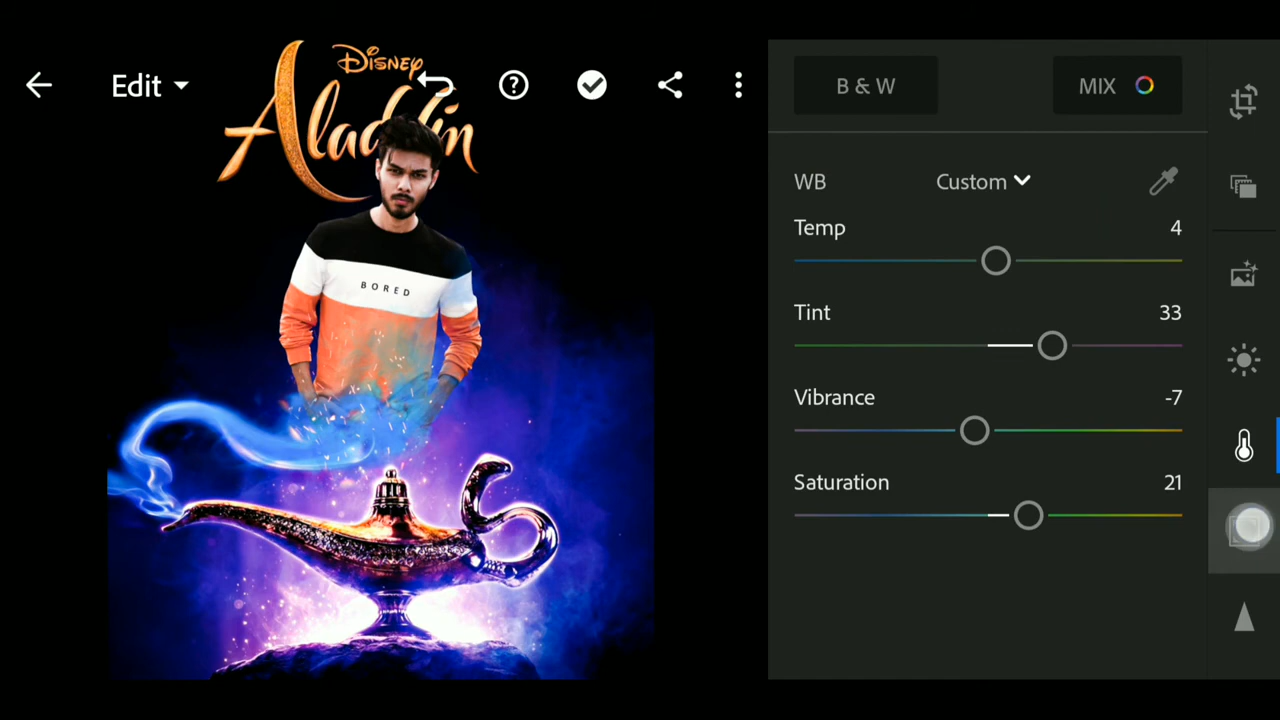 Edit
DISNEY
Aladdin
BORED
B & W
MIX
WB
Custom
Temp
4
Tint
33
Vibrance
-7
Saturation
21